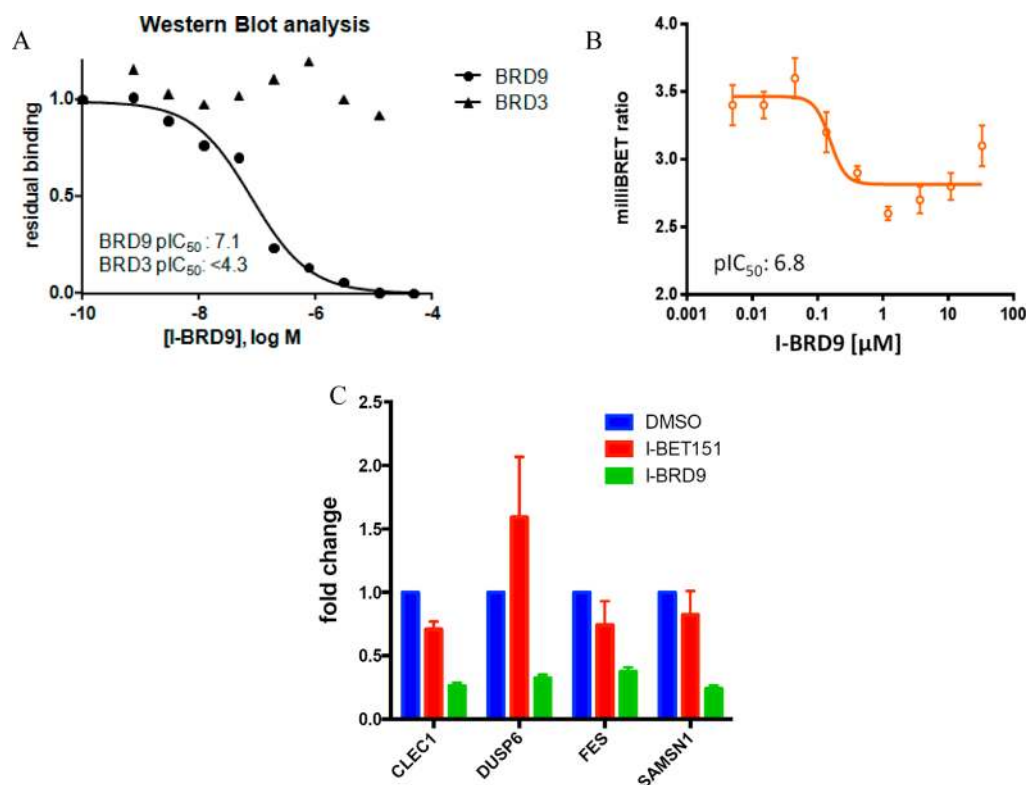 A
Western Blot analysis
residual binding
1.0
0.5
0.0
-10
-8
-6
-4
[I-BRD9], log M
BRD9 pIC50 : 7.1
BRD3 pIC50: <4.3
BRD9
BRD3
B
milliBRET ratio
4.0
3.5
3.0
2.5
2.0
0.001
0.01
0.1
1
10
100
I-BRD9 [µM]
pIC50: 6.8
C
fold change
2.5
2.0
1.5
1.0
0.5
0.0
DMSO
I-BET151
I-BRD9
CLEC1
DUSP6
FES
SAMSN1